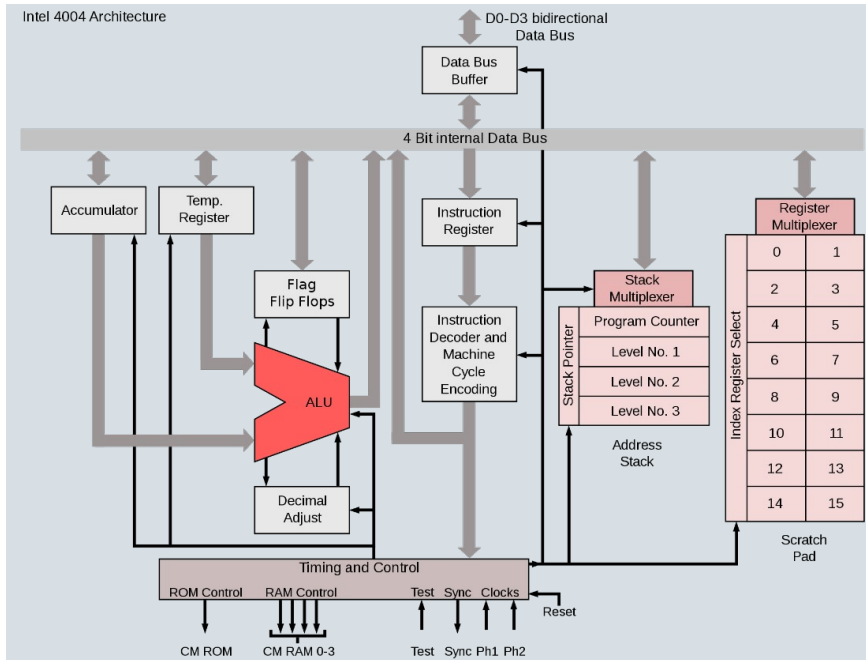 Intel 4004 Architecture
D0-D3 bidirectional
Data Bus
Data Bus
Buffer
4 Bit internal Data Bus
Accumulator
Temp.
Register
Instruction
Register
Register
Multiplexer
Flag
Flip Flops
Stack
Multiplexer
Instruction
Decoder and
Machine
Cycle
Encoding
ALU
Decimal
Adjust
Stack Pointer
Program Counter
Level No. 1
Level No. 2
Level No. 3
Address
Stack
Index Register Select
0 1
2 3
4 5
6 7
8 9
10 11
12 13
14 15
Scratch
Pad
Timing and Control
ROM Control RAM Control Test Sync Clocks
Reset
CM ROM CM RAM 0-3 Test Sync Ph1 Ph2